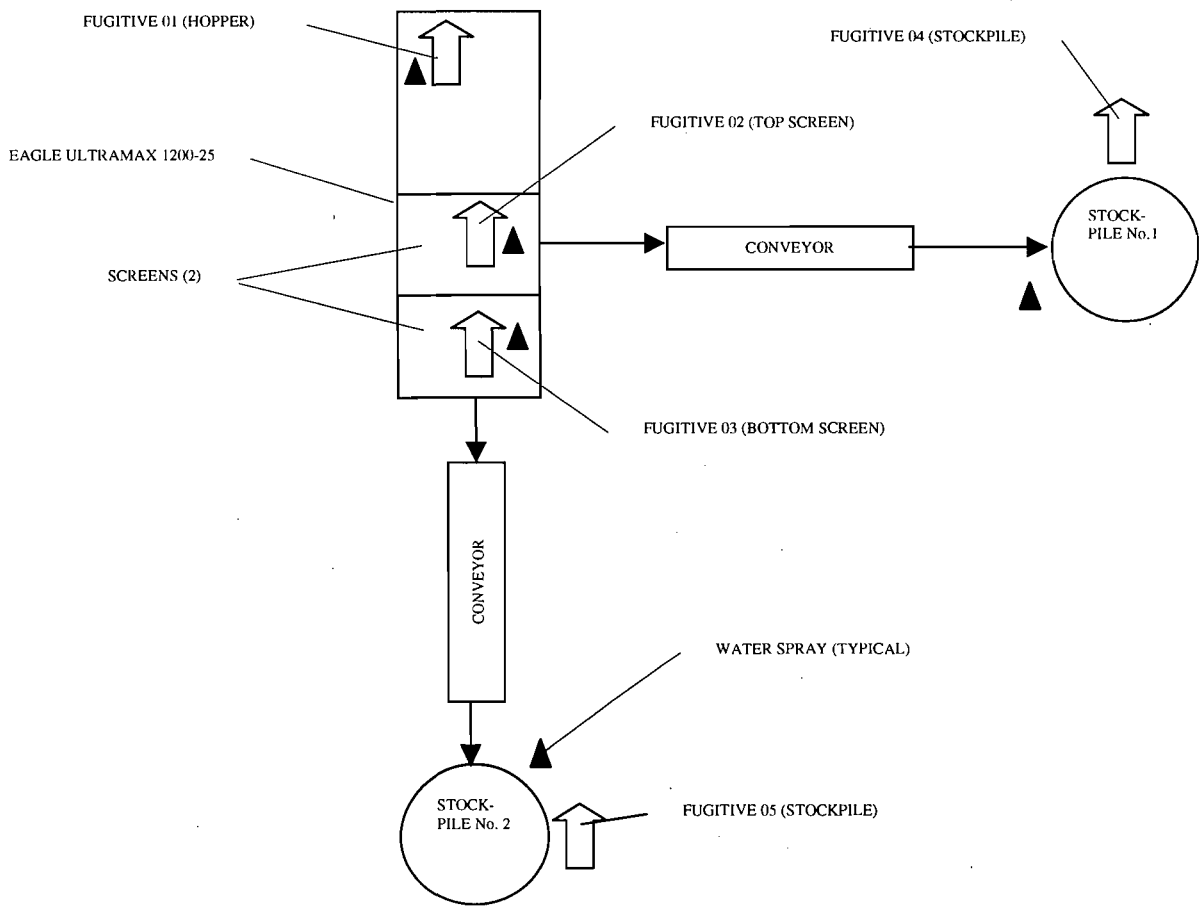 FUGITIVE 01 (HOPPER)
FUGITIVE 04 (STOCKPILE)
FUGITIVE 02 (TOP SCREEN)
EAGLE ULTRAMAX 1200-25
STOCK-
PILE No. 1
CONVEYOR
SCREENS (2)
FUGITIVE 03 (BOTTOM SCREEN)
CONVEYOR
WATER SPRAY (TYPICAL)
STOCK-
PILE No. 2
FUGITIVE 05 (STOCKPILE)